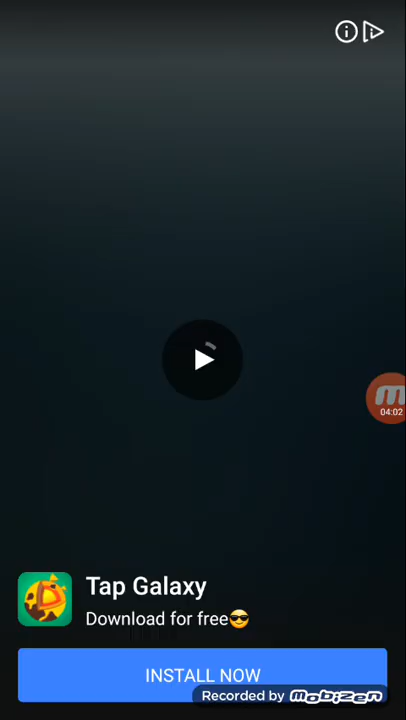 04:02
Tap Galaxy
Download for free😎
INSTALL NOW
Recorded by MOBIZEN